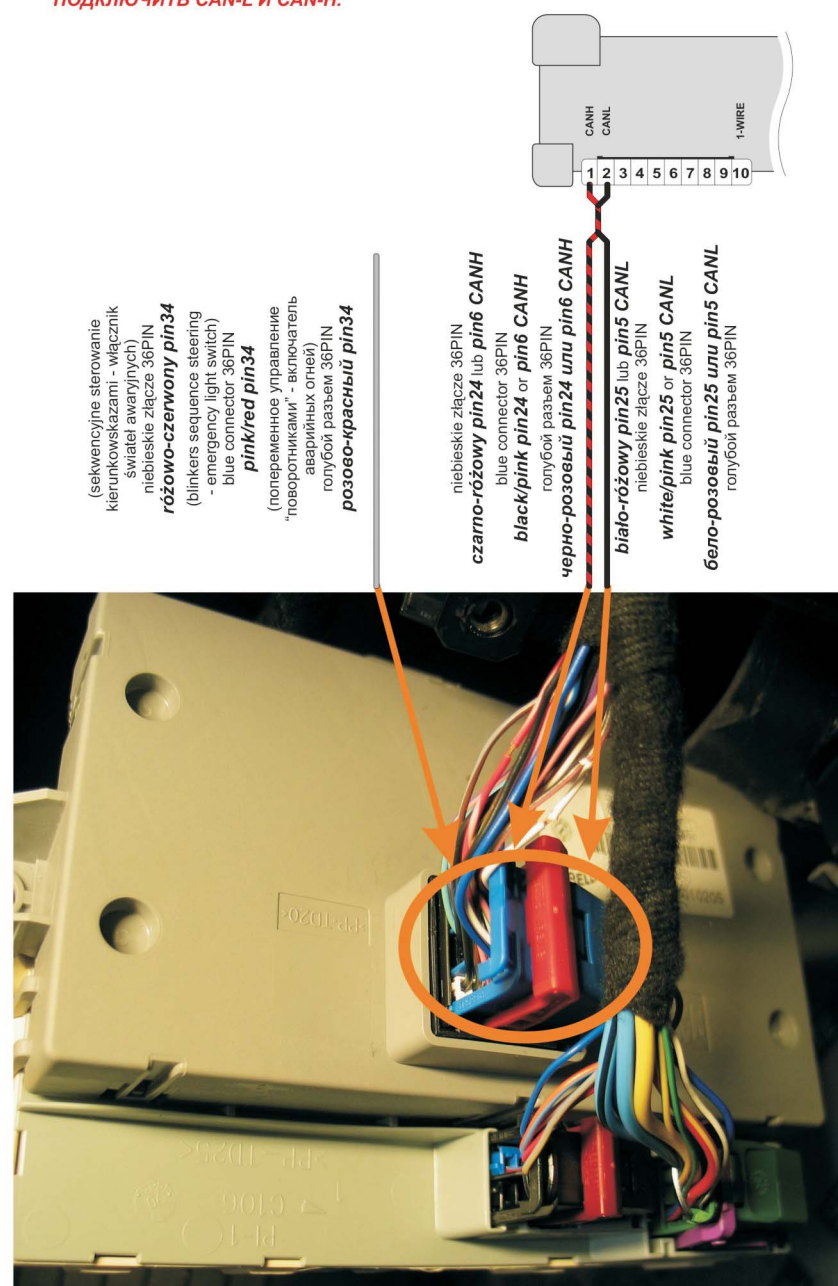 ПОДКЛЮЧИТЬ CAN-L И CAN-H.
CANH
CANL
1-WIRE
1 2 3 4 5 6 7 8 9 10
(sekwencyjne sterowanie
kierunkowskazami - włącznik
świateł awaryjnych)
niebieskie złącze 36PIN
różowo-czerwony pin34
(blinkers sequence steering
- emergency light switch)
blue connector 36PIN
pink/red pin34
(попеременное управление
"поворотниками" - включатель
аварийных огней)
голубой разъем 36PIN
розово-красный pin34
niebieskie złącze 36PIN
czarno-różowy pin24 lub pin6 CANH
blue connector 36PIN
black/pink pin24 or pin6 CANH
голубой разъем 36PIN
черно-розовый pin24 или pin6 CANH
biało-różowy pin25 lub pin5 CANL
niebieskie złącze 36PIN
white/pink pin25 or pin5 CANL
blue connector 36PIN
бело-розовый pin25 или pin5 CANL
голубой разъем 36PIN
>PP-TD20<
>PP-TD25<
C106